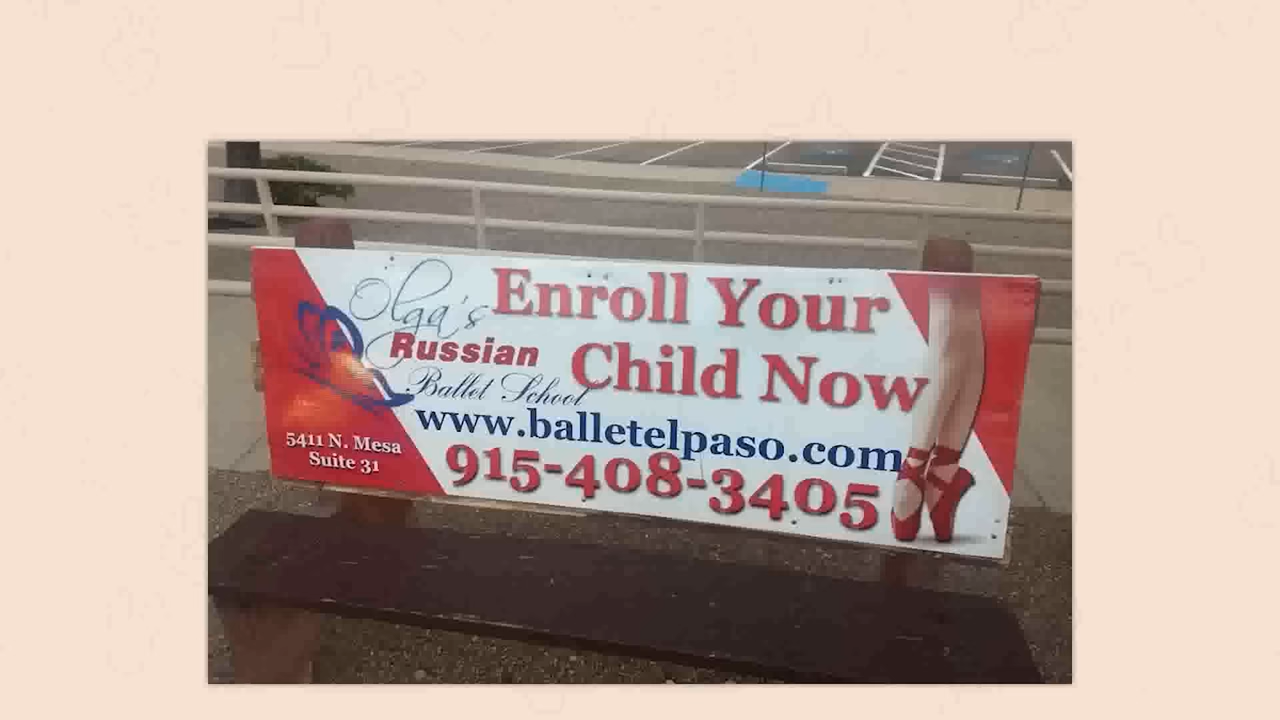 Olga's
Russian
Ballet School
Enroll Your
Child Now
www.balletelpaso.com
915-408-3405
5411 N. Mesa
Suite 31